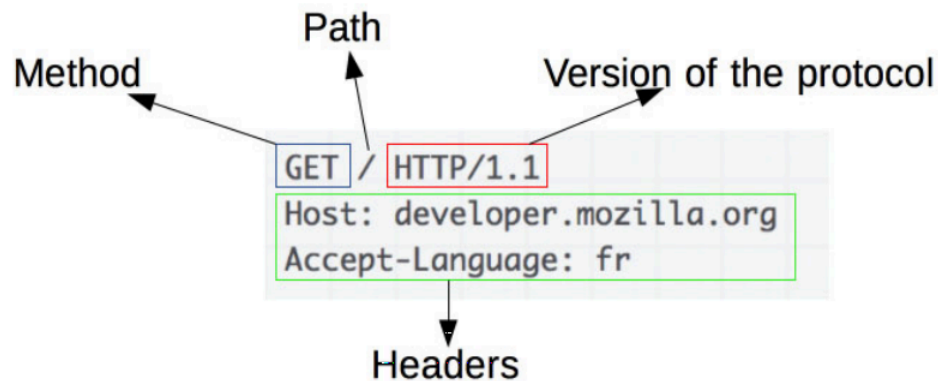 Path
Method
Version of the protocol
GET / HTTP/1.1
Host: developer.mozilla.org
Accept-Language: fr
Headers